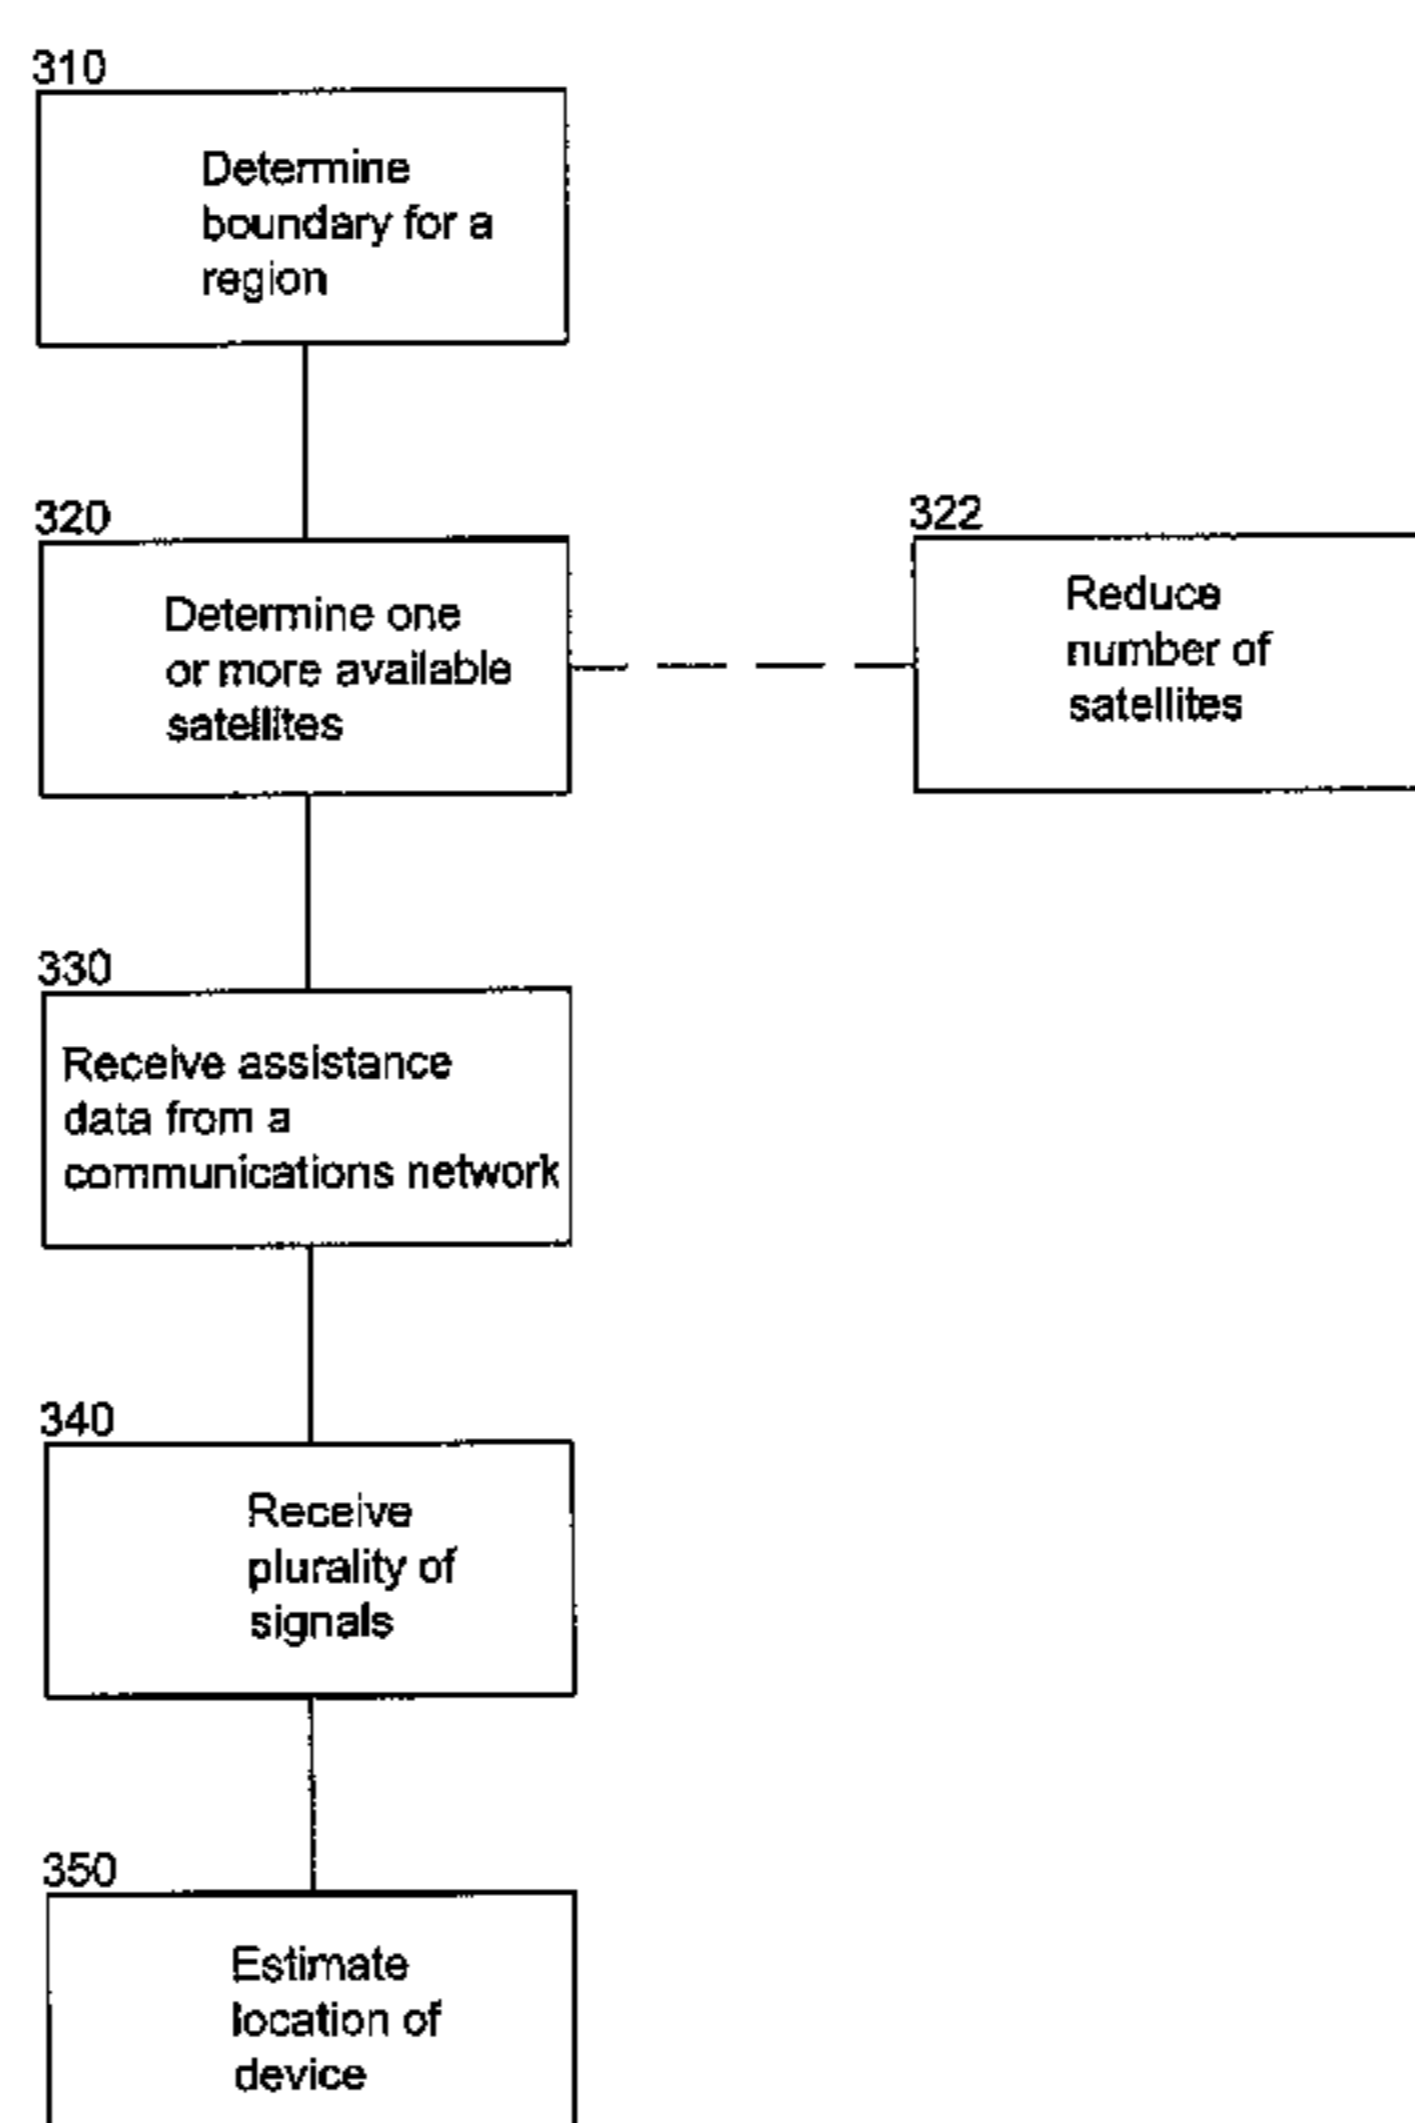 310
Determine
boundary for a
region
320
Determine one
or more available
satellites
322
Reduce
number of
satellites
330
Receive assistance
data from a
communications network
340
Receive
plurality of
signals
350
Estimate
location of
device